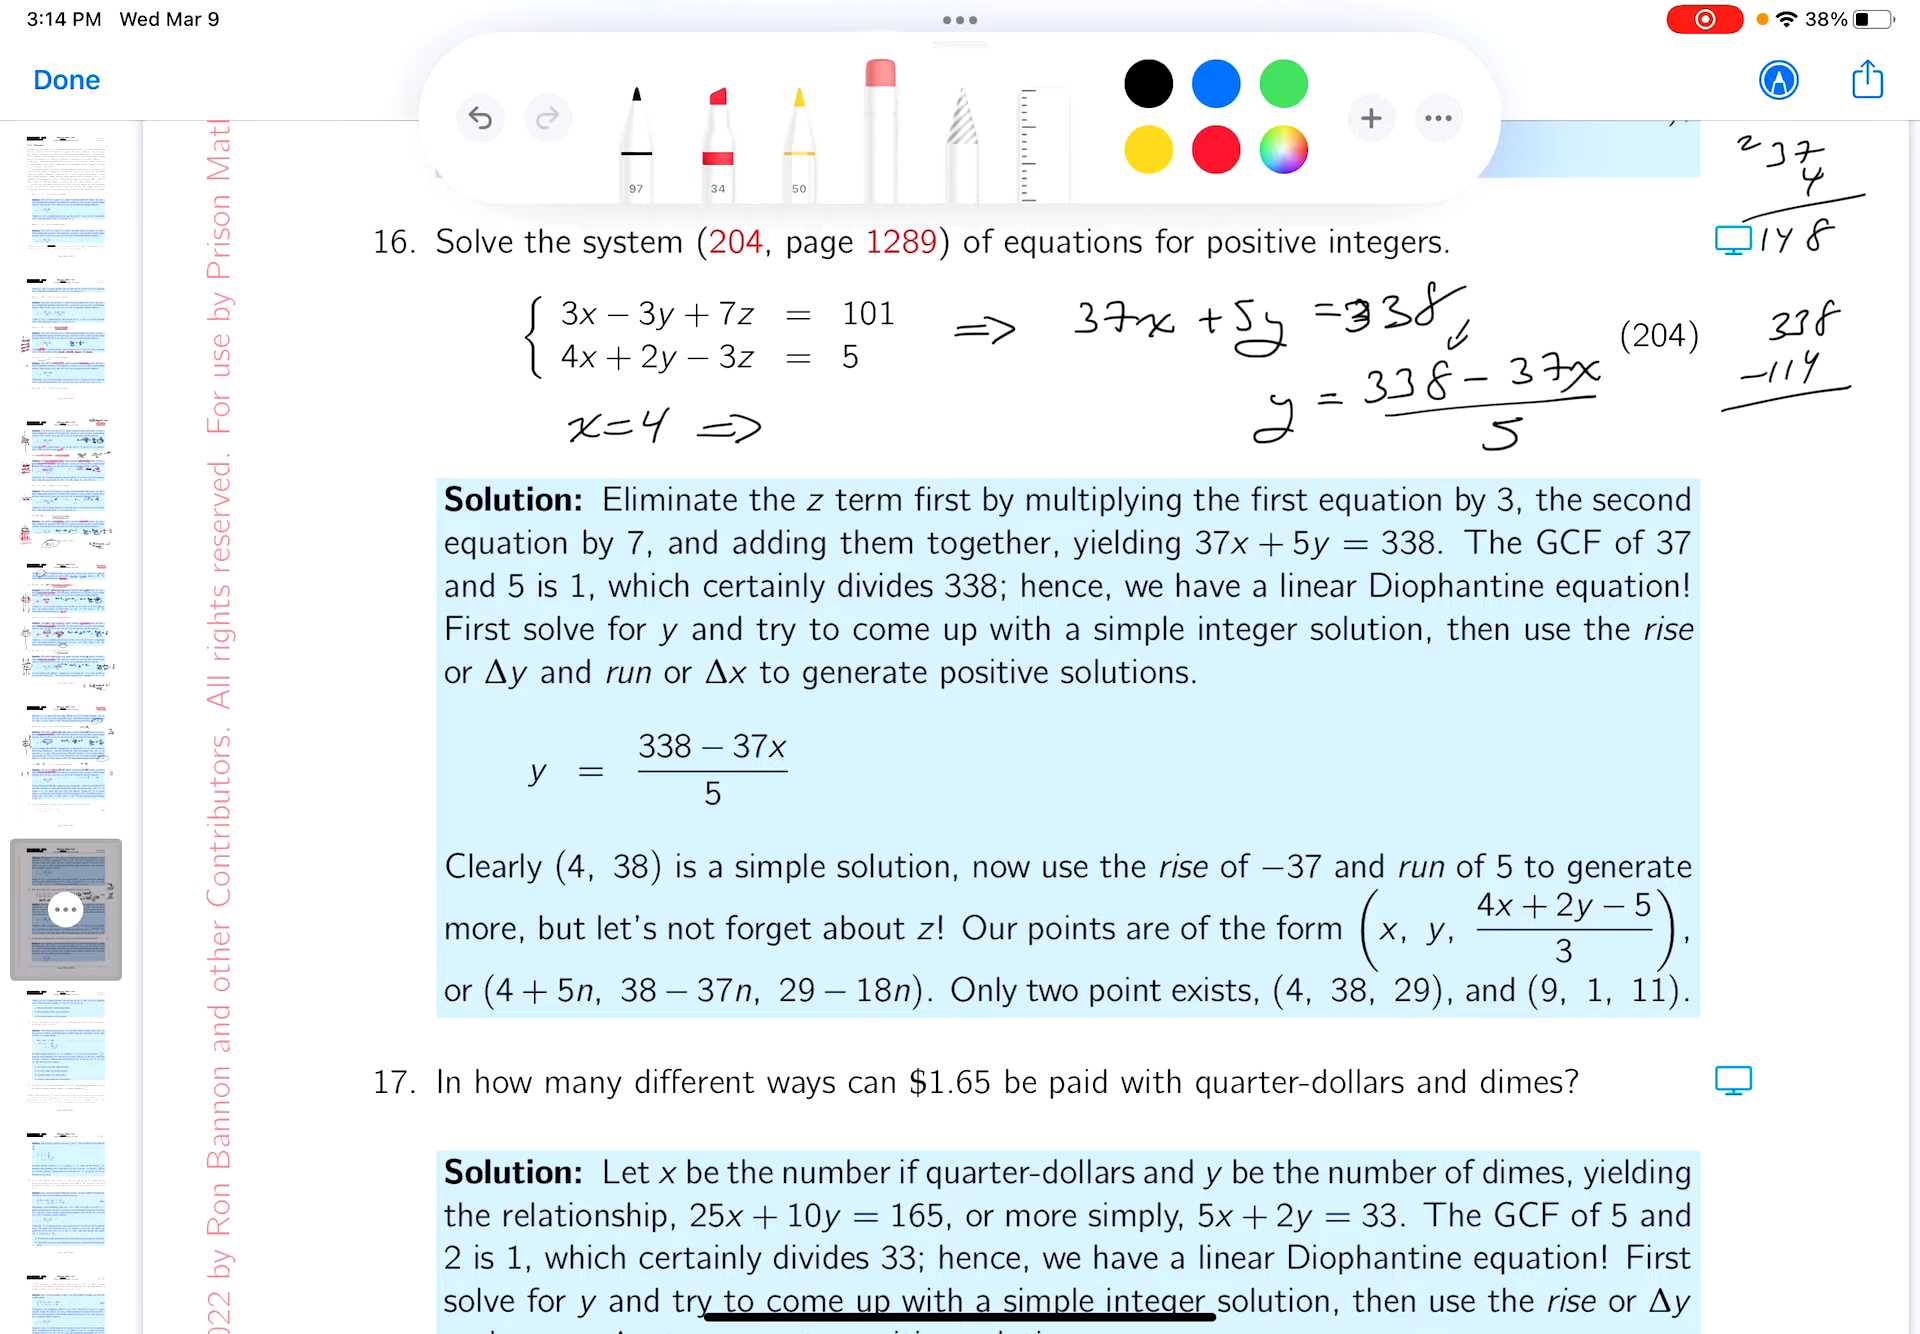 3:14 PM Wed Mar 9
38%
Done
97
34
50
022 by Ron Bannon and other Contributors. All rights reserved. For use by Prison Mat
2 37
4
148
16. Solve the system (204, page 1289) of equations for positive integers.
3x − 3y + 7z = 101
4x + 2y − 3z = 5
(204)
⇒ 37x + 5y = 338
y = 338 − 37x / 5
x=4 ⇒
338
−114
Solution: Eliminate the z term first by multiplying the first equation by 3, the second
equation by 7, and adding them together, yielding 37x + 5y = 338. The GCF of 37
and 5 is 1, which certainly divides 338; hence, we have a linear Diophantine equation!
First solve for y and try to come up with a simple integer solution, then use the rise
or Δy and run or Δx to generate positive solutions.
y = 338 − 37x / 5
Clearly (4, 38) is a simple solution, now use the rise of −37 and run of 5 to generate
more, but let's not forget about z! Our points are of the form (x, y, 4x + 2y − 5 / 3),
or (4 + 5n, 38 − 37n, 29 − 18n). Only two point exists, (4, 38, 29), and (9, 1, 11).
17. In how many different ways can $1.65 be paid with quarter-dollars and dimes?
Solution: Let x be the number if quarter-dollars and y be the number of dimes, yielding
the relationship, 25x + 10y = 165, or more simply, 5x + 2y = 33. The GCF of 5 and
2 is 1, which certainly divides 33; hence, we have a linear Diophantine equation! First
solve for y and try to come up with a simple integer solution, then use the rise or Δy